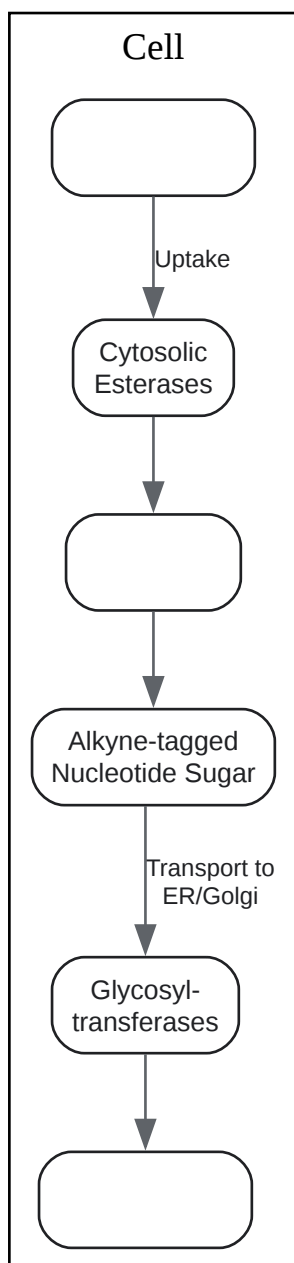 Cell
Uptake
Cytosolic
Esterases
Alkyne-tagged
Nucleotide Sugar
Transport to
ER/Golgi
Glycosyl-
transferases